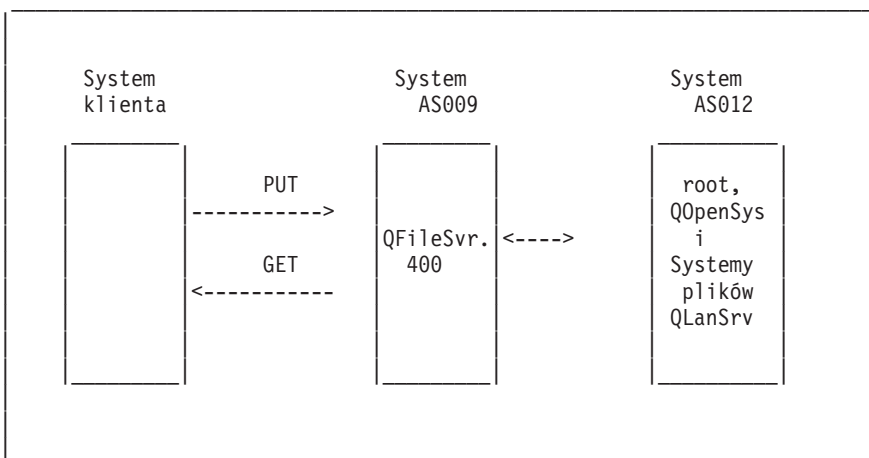 System System System
klienta AS009 AS012
PUT root,
-----------> QOpenSys
QFileSvr. <----> i
GET 400 Systemy
<----------- plików
QLanSrv